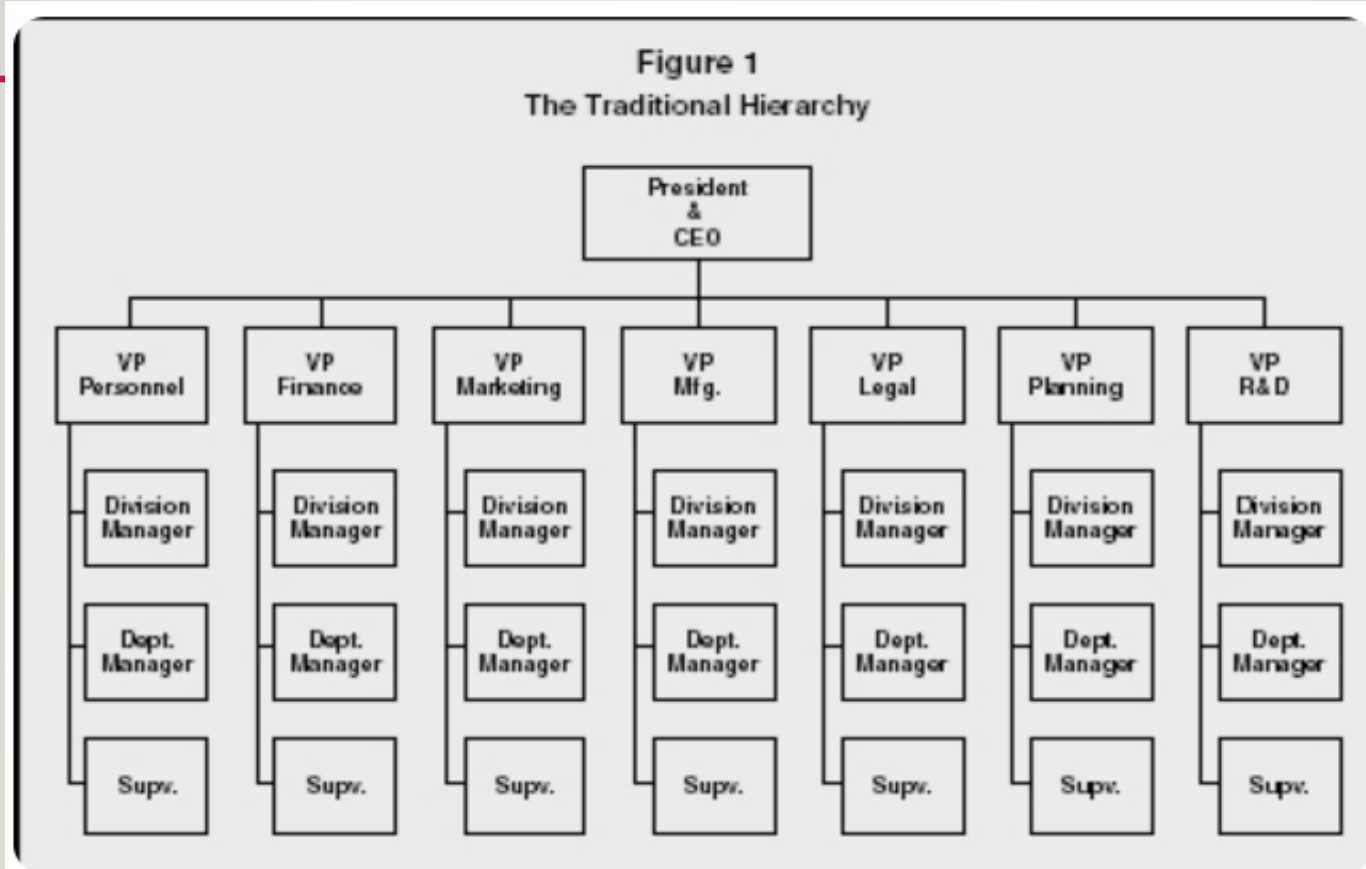 Figure 1
The Traditional Hierarchy
President
&
CEO
VP
Personnel
VP
Finance
VP
Marketing
VP
Mfg.
VP
Legal
VP
Planning
VP
R&D
Division
Manager
Division
Manager
Division
Manager
Division
Manager
Division
Manager
Division
Manager
Division
Manager
Dept.
Manager
Dept.
Manager
Dept.
Manager
Dept.
Manager
Dept.
Manager
Dept.
Manager
Dept.
Manager
Supv.
Supv.
Supv.
Supv.
Supv.
Supv.
Supv.